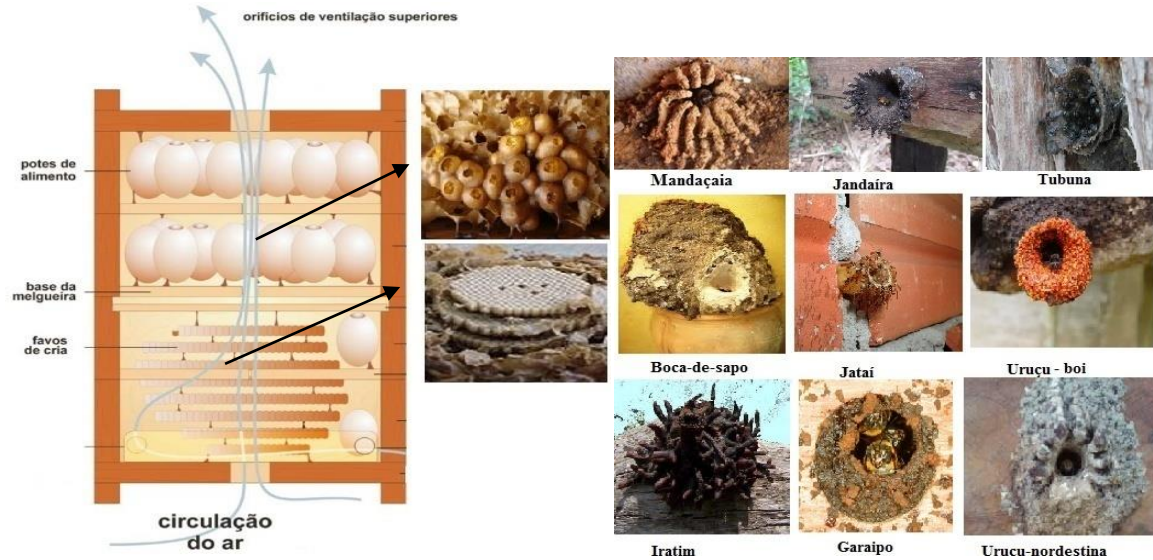 orifícios de ventilação superiores
potes de
alimento
base da
melgueira
favos
de cria
circulação
do ar
Mandaçaia
Jandaíra
Tubuna
Boca-de-sapo
Jataí
Uruçu - boi
Iratim
Garaipo
Uruçu-nordestina